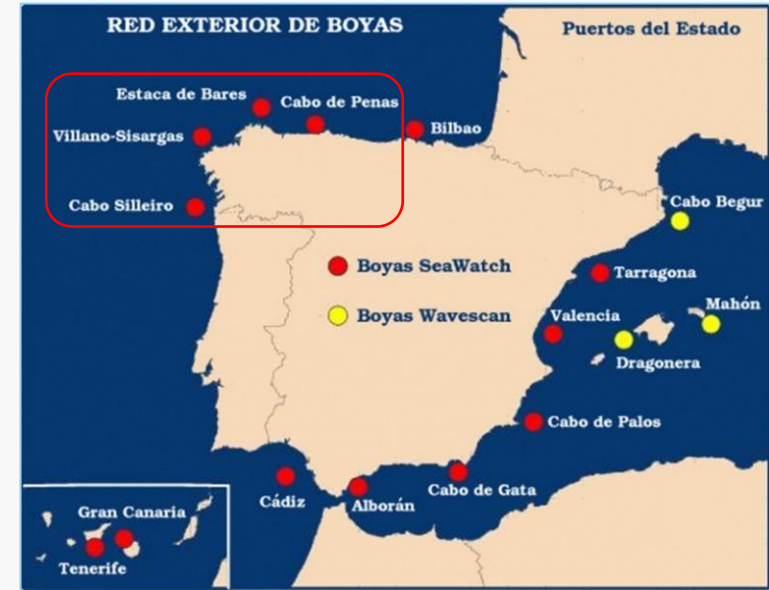 RED EXTERIOR DE BOYAS
Puertos del Estado
Estaca de Bares
Cabo de Penas
Villano-Sisargas
Bilbao
Cabo Silleiro
Cabo Begur
Boyas SeaWatch
Tarragona
Boyas Wavescan
Valencia
Mahón
Dragonera
Cabo de Palos
Cádiz
Alborán
Cabo de Gata
Gran Canaria
Tenerife